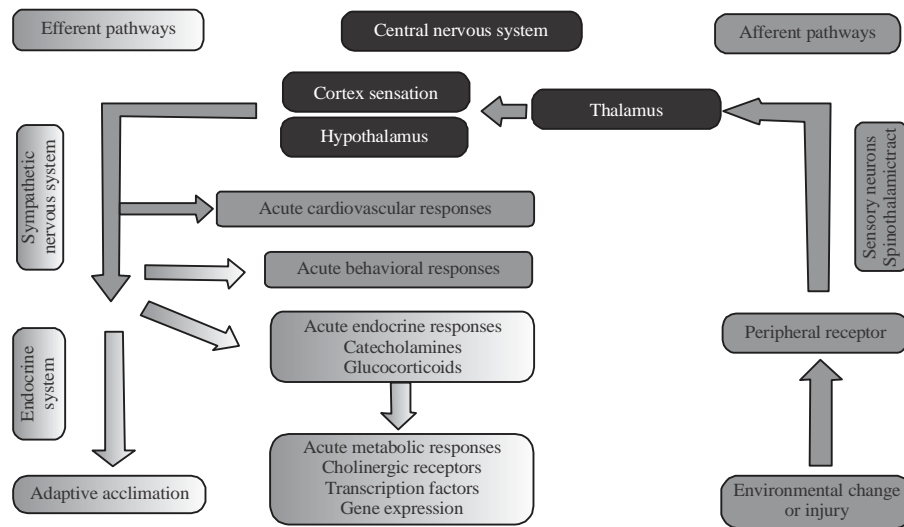 Efferent pathways
Central nervous system
Afferent pathways
Cortex sensation
Hypothalamus
Thalamus
Sympathetic
nervous system
Sensory neurons
Spinothalamictract
Acute cardiovascular responses
Acute behavioral responses
Acute endocrine responses
Catecholamines
Glucocorticoids
Peripheral receptor
Endocrine
system
Acute metabolic responses
Cholinergic receptors
Transcription factors
Gene expression
Adaptive acclimation
Environmental change
or injury